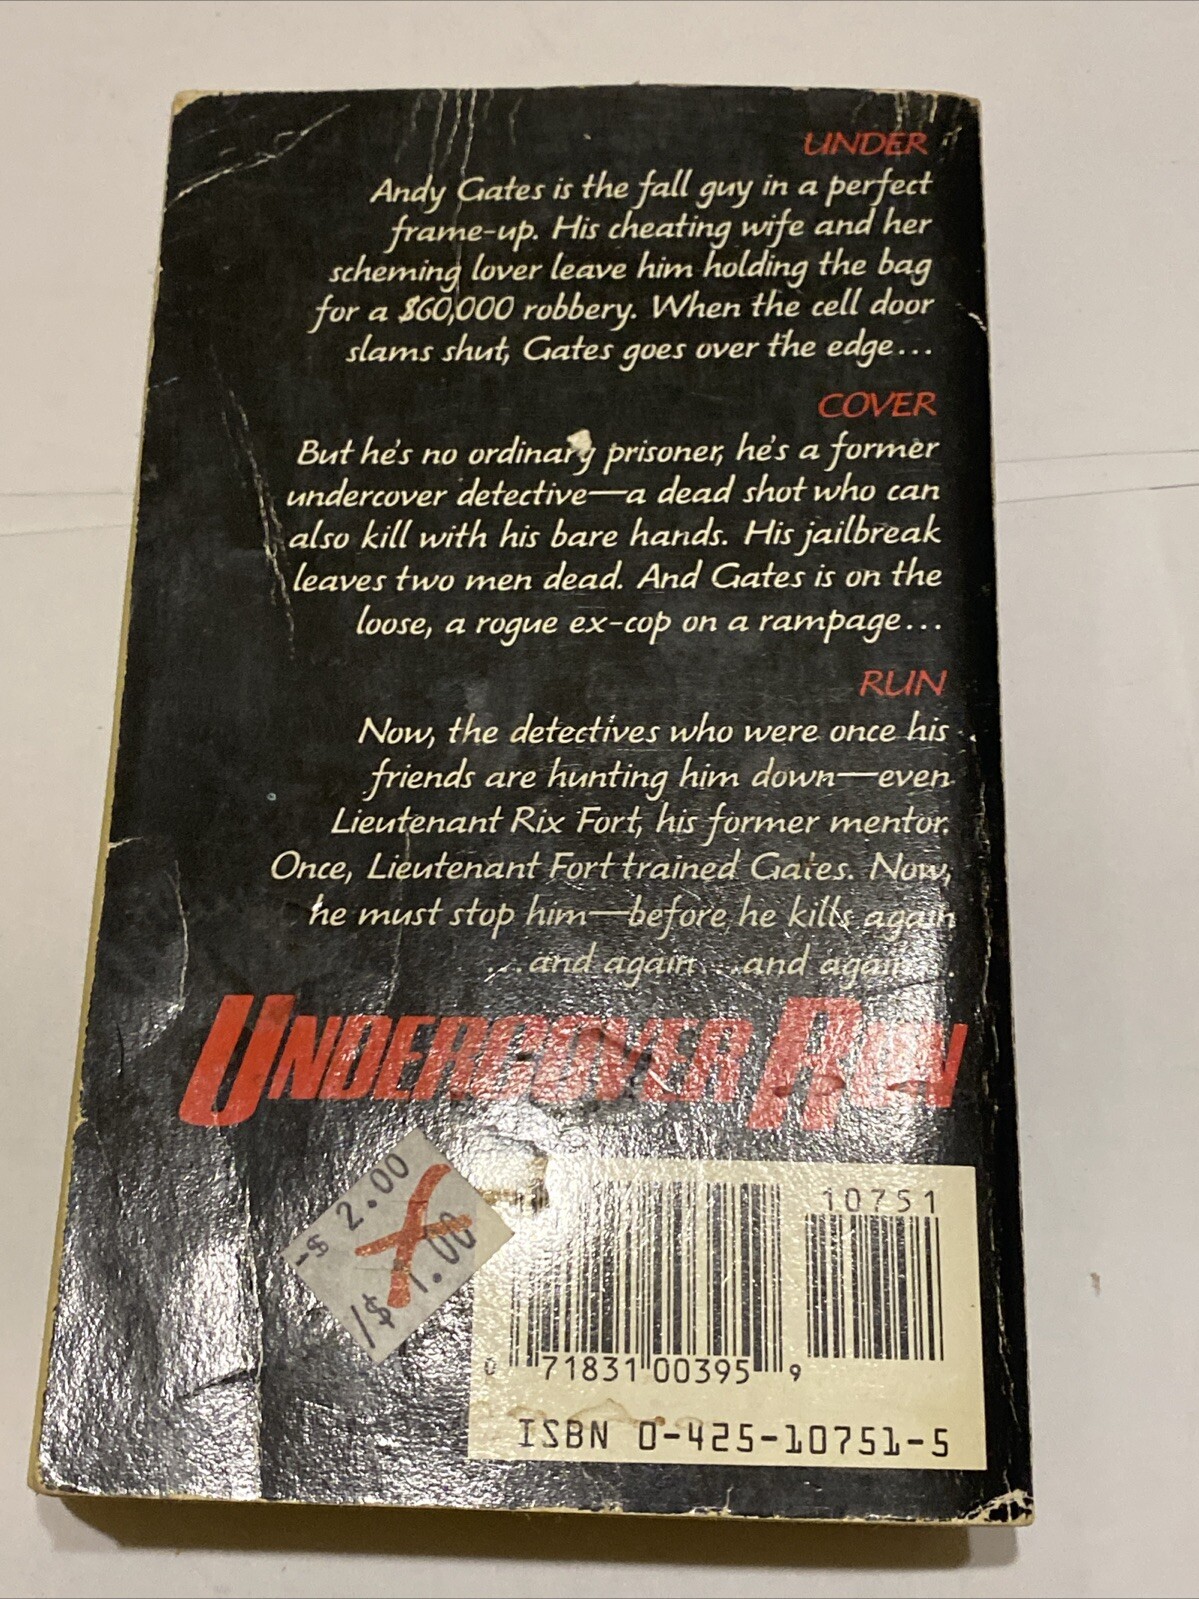 UNDER
Andy Gates is the fall guy in a perfect
frame-up. His cheating wife and her
scheming lover leave him holding the bag
for a $60,000 robbery. When the cell door
slams shut, Gates goes over the edge...
COVER
But he's no ordinary prisoner, he's a former
undercover detective—a dead shot who can
also kill with his bare hands. His jailbreak
leaves two men dead. And Gates is on the
loose, a rogue ex-cop on a rampage...
RUN
Now, the detectives who were once his
friends are hunting him down—even
Lieutenant Rix Fort, his former mentor.
Once, Lieutenant Fort trained Gates. Now,
he must stop him—before he kills again
...and again...and again...
UNDERCOVER RUN
-$ 2.00
/$ 1.00
10751
0 71831 00395 9
ISBN 0-425-10751-5